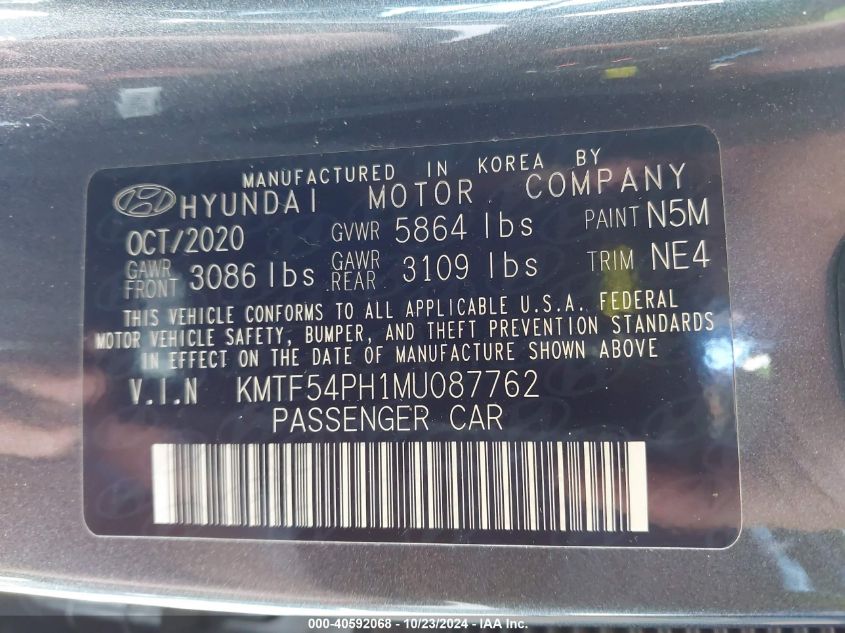 MANUFACTURED IN KOREA BY
HYUNDAI MOTOR COMPANY
OCT/2020 GVWR 5864 lbs PAINT N5M
GAWR FRONT 3086 lbs GAWR REAR 3109 lbs TRIM NE4
THIS VEHICLE CONFORMS TO ALL APPLICABLE U.S.A. FEDERAL
MOTOR VEHICLE SAFETY, BUMPER, AND THEFT PREVENTION STANDARDS
IN EFFECT ON THE DATE OF MANUFACTURE SHOWN ABOVE
V.I.N KMTF54PH1MU087762
PASSENGER CAR
000-40592068 - 10/23/2024 - IAA Inc.